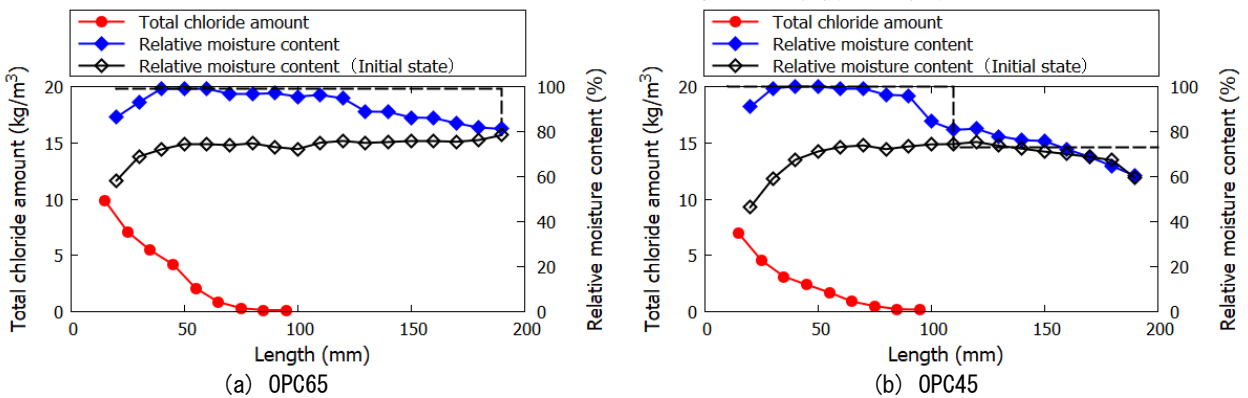 Total chloride amount
Relative moisture content
Relative moisture content (Initial state)
Total chloride amount (kg/m³)
20
15
10
5
0
100
80
60
40
20
0
Relative moisture content (%)
0
50
100
150
200
Length (mm)
(a) OPC65
Total chloride amount
Relative moisture content
Relative moisture content (Initial state)
Total chloride amount (kg/m³)
20
15
10
5
0
100
80
60
40
20
0
Relative moisture content (%)
0
50
100
150
200
Length (mm)
(b) OPC45